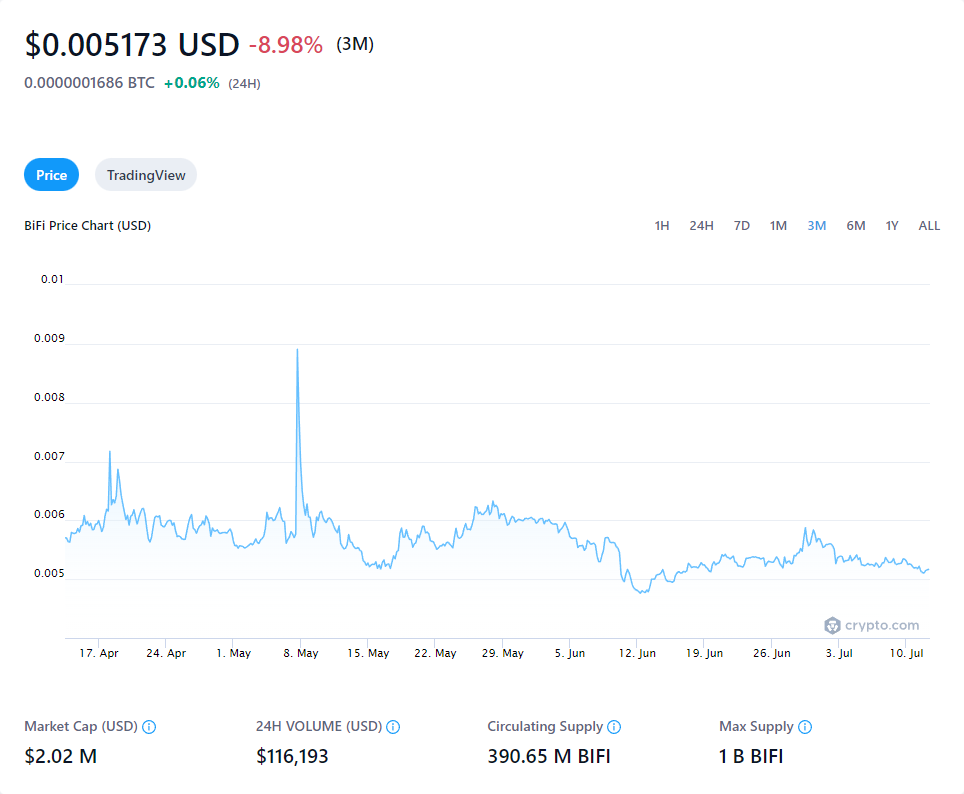 $0.005173 USD -8.98% (3M)
0.0000001686 BTC +0.06% (24H)
Price TradingView
BiFi Price Chart (USD) 1H 24H 7D 1M 3M 6M 1Y ALL
0.01
0.009
0.008
0.007
0.006
0.005
crypto.com
17. Apr 24. Apr 1. May 8. May 15. May 22. May 29. May 5. Jun 12. Jun 19. Jun 26. Jun 3. Jul 10. Jul
Market Cap (USD) 24H VOLUME (USD) Circulating Supply Max Supply
$2.02 M $116,193 390.65 M BIFI 1 B BIFI